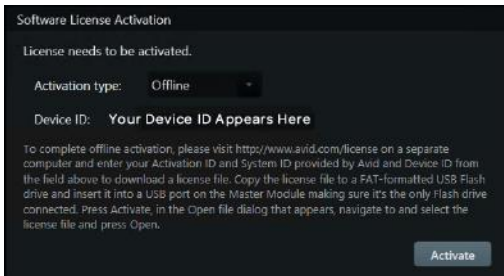 Software License Activation
License needs to be activated.
Activation type: Offline
Device ID: Your Device ID Appears Here
To complete offline activation, please visit http://www.avid.com/license on a separate
computer and enter your Activation ID and System ID provided by Avid and Device ID from
the field above to download a license file. Copy the license file to a FAT-formatted USB Flash
drive and insert it into a USB port on the Master Module making sure it's the only Flash drive
connected. Press Activate, in the Open file dialog that appears, navigate to and select the
license file and press Open.
Activate